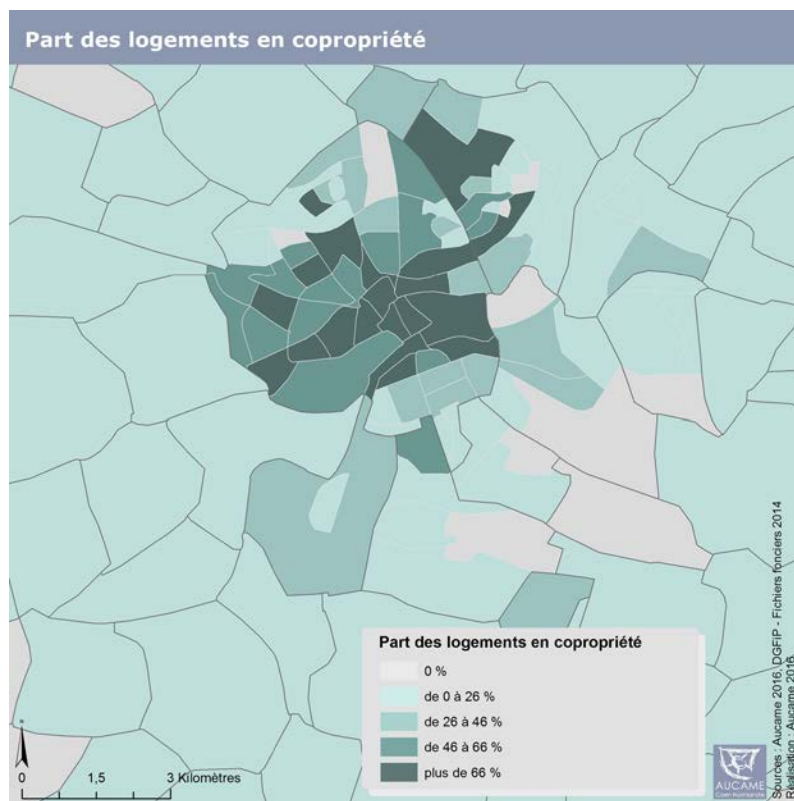 Part des logements en copropriété
Part des logements en copropriété
0 %
de 0 à 26 %
de 26 à 46 %
de 46 à 66 %
plus de 66 %
N
0 1,5 3 Kilomètres
AUCAME
Caen Normandie
Sources : Aucame 2016, DGFiP - Fichiers fonciers 2014
Réalisation : Aucame 2016